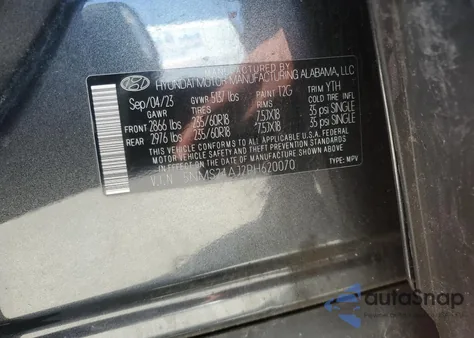 MANUFACTURED BY
HYUNDAI MOTOR MANUFACTURING ALABAMA, LLC
Sep/04/23 GVWR 5137 lbs PAINT T2G TRIM YTH
GAWR TIRES RIMS COLD TIRE INF. PR.
FRONT 2866 lbs 235/60R18 7.5JX18 35 psi SINGLE
REAR 2976 lbs 235/60R18 7.5JX18 35 psi SINGLE
THIS VEHICLE CONFORMS TO ALL APPLICABLE U.S. FEDERAL
MOTOR VEHICLE SAFETY AND THEFT PREVENTION STANDARDS
IN EFFECT ON THE DATE OF MANUFACTURE SHOWN ABOVE.
V.I.N. TYPE: MPV
autoSnap